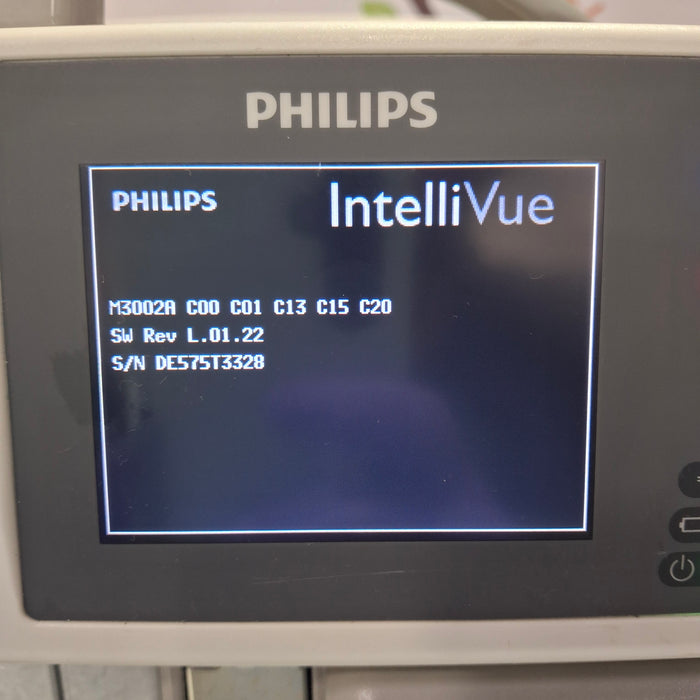 PHILIPS
PHILIPS IntelliVue
M3002A C00 C01 C13 C15 C20
SW Rev L.01.22
S/N DE575T3328